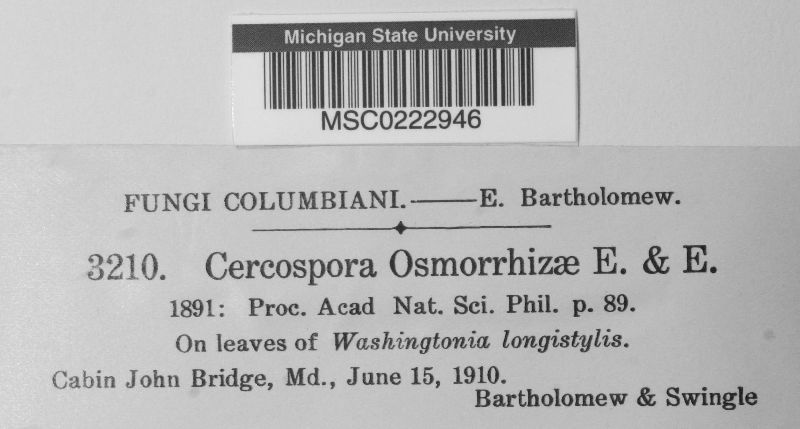 Michigan State University
MSC0222946
FUNGI COLUMBIANI.——E. Bartholomew.
3210. Cercospora Osmorrhizæ E. & E.
1891: Proc. Acad Nat. Sci. Phil. p. 89.
On leaves of Washingtonia longistylis.
Cabin John Bridge, Md., June 15, 1910.
Bartholomew & Swingle